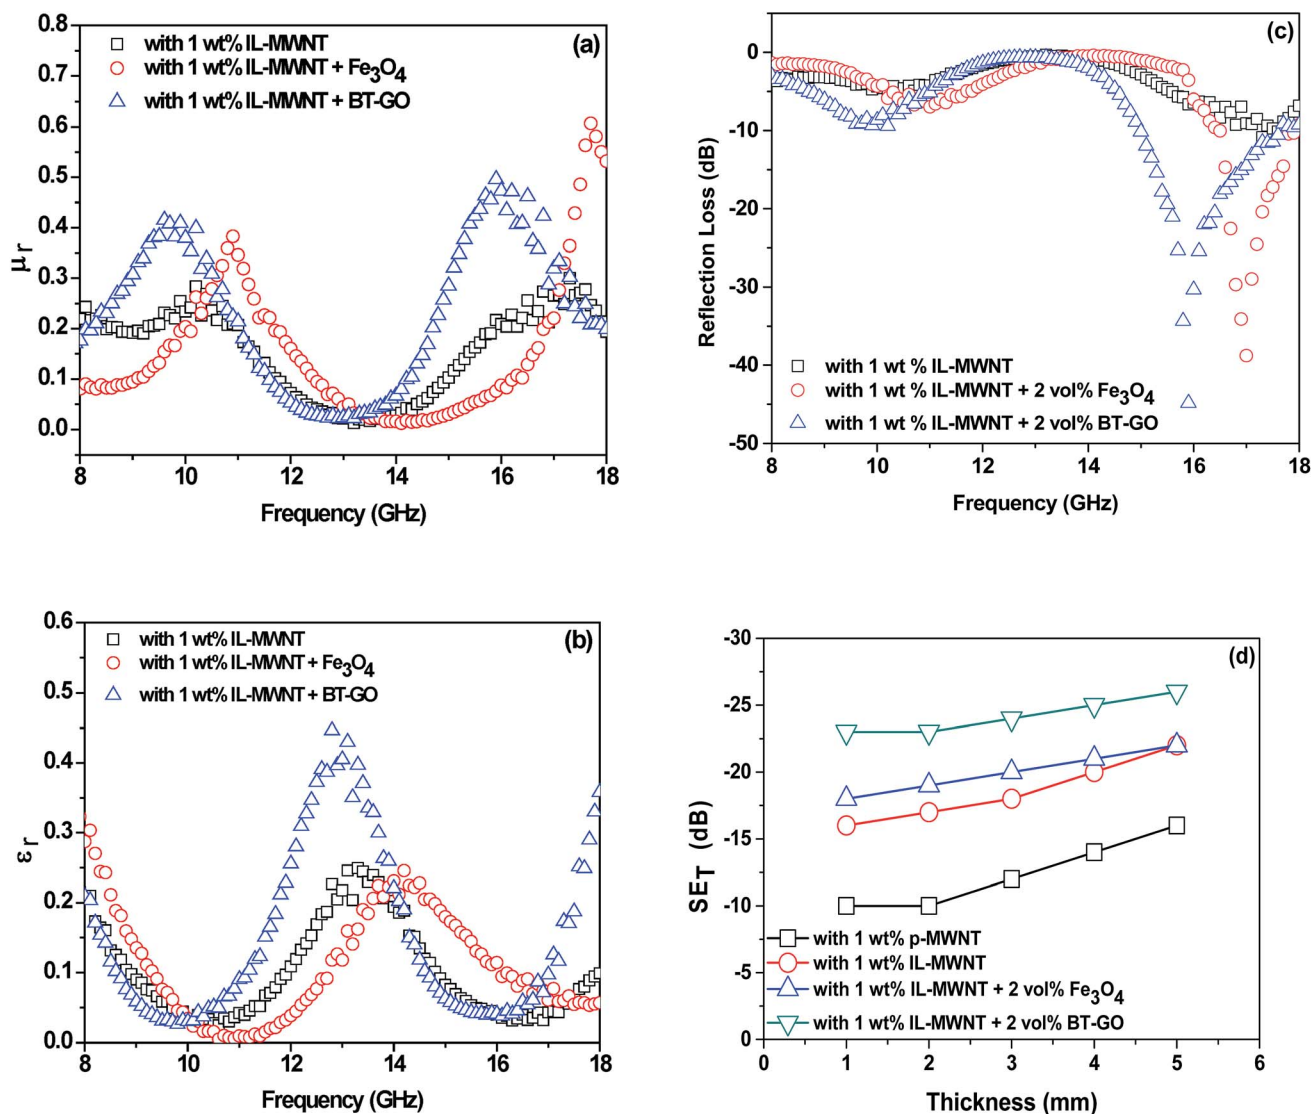 (a)
with 1 wt% IL-MWNT
with 1 wt% IL-MWNT + Fe₃O₄
with 1 wt% IL-MWNT + BT-GO
0.8
0.7
0.6
0.5
0.4
0.3
0.2
0.1
0.0
μr
8 10 12 14 16 18
Frequency (GHz)
(c)
0
-10
-20
-30
-40
-50
Reflection Loss (dB)
with 1 wt % IL-MWNT
with 1 wt % IL-MWNT + 2 vol% Fe₃O₄
with 1 wt % IL-MWNT + 2 vol% BT-GO
8 10 12 14 16 18
Frequency (GHz)
(b)
with 1 wt% IL-MWNT
with 1 wt% IL-MWNT + Fe₃O₄
with 1 wt% IL-MWNT + BT-GO
0.6
0.5
0.4
0.3
0.2
0.1
0.0
εr
8 10 12 14 16 18
Frequency (GHz)
(d)
-30
-25
-20
-15
-10
-5
0
SET (dB)
with 1 wt% p-MWNT
with 1 wt% IL-MWNT
with 1 wt% IL-MWNT + 2 vol% Fe₃O₄
with 1 wt% IL-MWNT + 2 vol% BT-GO
0 1 2 3 4 5 6
Thickness (mm)